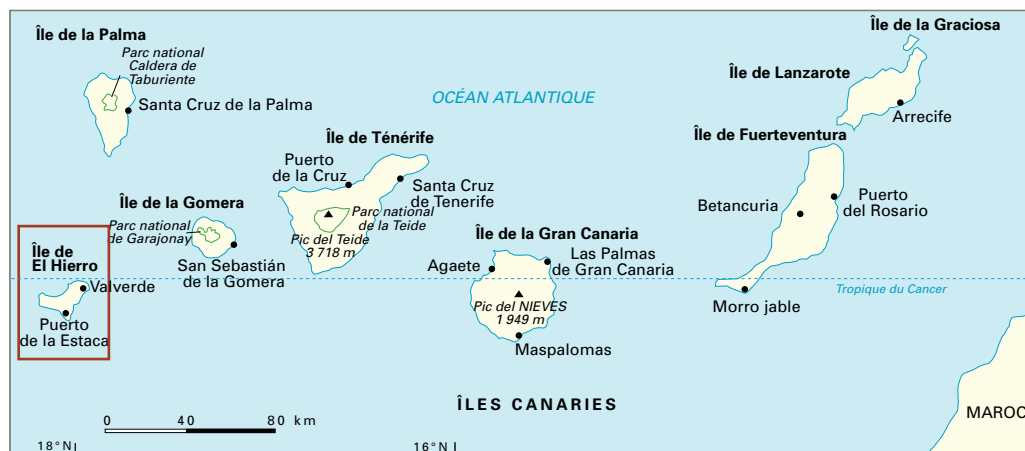 Île de la Palma
Parc national
Caldera de
Taburiente
Santa Cruz de la Palma
OCÉAN ATLANTIQUE
Île de la Graciosa
Île de Lanzarote
Arrecife
Île de Fuerteventura
Betancuria
Puerto
del Rosario
Morro jable
Île de Ténérife
Puerto
de la Cruz
Santa Cruz
de Tenerife
Parc national
de la Teide
Pic del Teide
3 718 m
Île de la Gomera
Parc national
de Garajonay
San Sebastián
de la Gomera
Île de
El Hierro
Valverde
Puerto
de la Estaca
Île de la Gran Canaria
Agaete
Las Palmas
de Gran Canaria
Pic del NIEVES
1 949 m
Maspalomas
Tropique du Cancer
ÎLES CANARIES
MAROC
0 40 80 km
18°N
16°N